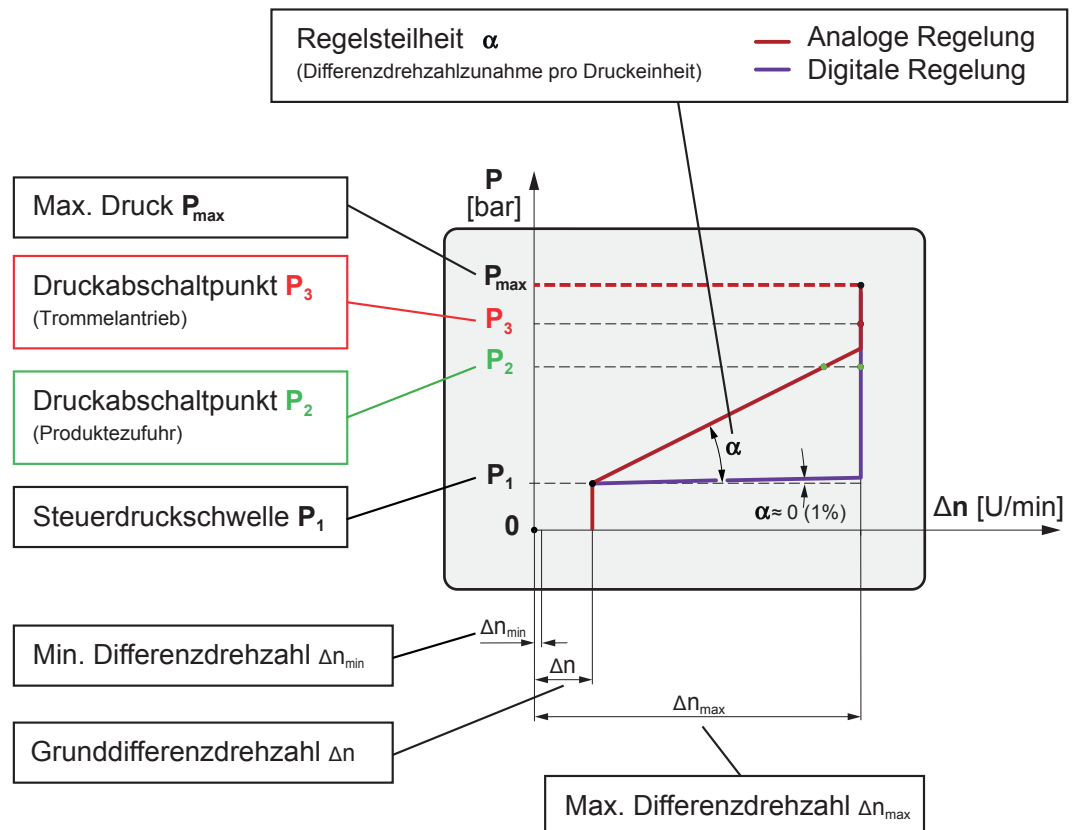 Regelsteilheit α
(Differenzdrehzahlzunahme pro Druckeinheit)
Analoge Regelung
Digitale Regelung
P
[bar]
Max. Druck Pmax
Druckabschaltpunkt P3
(Trommelantrieb)
Druckabschaltpunkt P2
(Produktezufuhr)
Steuerdruckschwelle P1
Pmax
P3
P2
P1
0
α
α ≈ 0 (1%)
Δn [U/min]
Δnmin
Δn
Δnmax
Min. Differenzdrehzahl Δnmin
Grunddifferenzdrehzahl Δn
Max. Differenzdrehzahl Δnmax